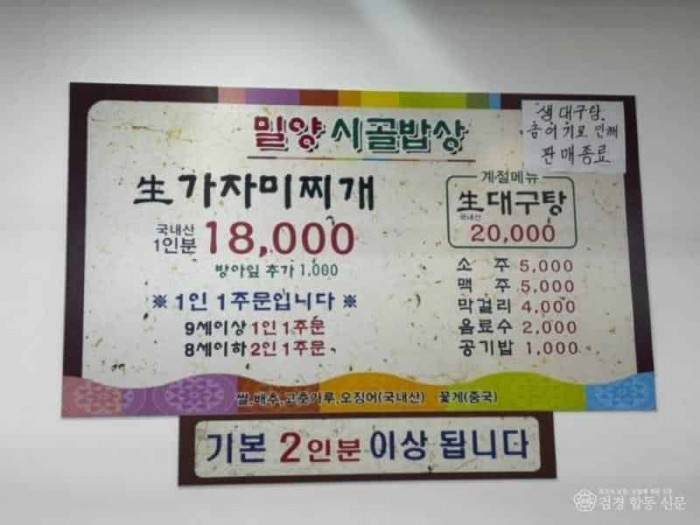 밀양 시골밥상
生 대구탕
금어기로 인해
판매종료
生 가자미찌개
국내산
1인분 18,000
방아잎 추가 1,000
※ 1인 1주문입니다 ※
9세이상 1인 1주문
8세이하 2인 1주문
계절메뉴
生대구탕
국내산
20,000
소 주 5,000
맥 주 5,000
막걸리 4,000
음료수 2,000
공기밥 1,000
쌀,배추,고춧가루,오징어(국내산) 꽃게(중국)
기본 2인분 이상 됩니다
검경 합동 신문